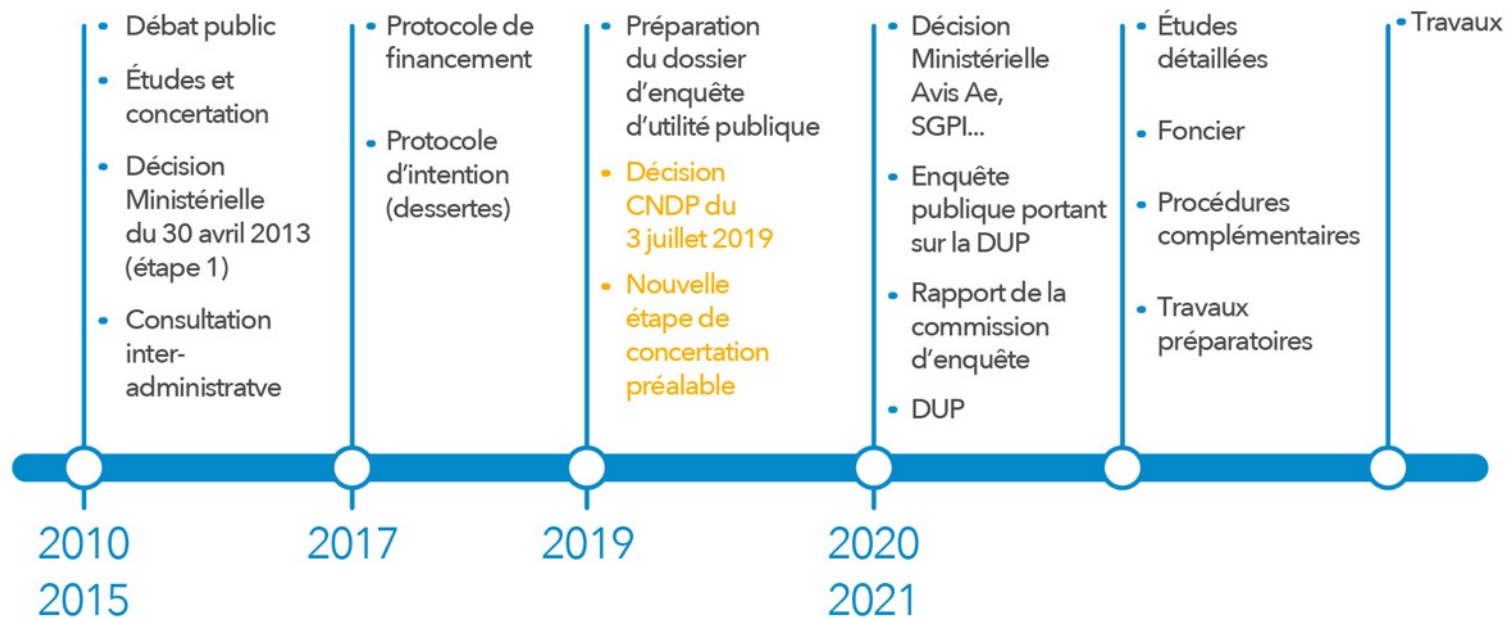 Débat public
Études et
concertation
Décision
Ministérielle
du 30 avril 2013
(étape 1)
Consultation
inter-
administratve
2010
2015
Protocole de
financement
Protocole
d'intention
(dessertes)
2017
Préparation
du dossier
d'enquête
d'utilité publique
Décision
CNDP du
3 juillet 2019
Nouvelle
étape de
concertation
préalable
2019
Décision
Ministérielle
Avis Ae,
SGPI...
Enquête
publique portant
sur la DUP
Rapport de la
commission
d'enquête
DUP
2020
2021
Études
détaillées
Foncier
Procédures
complémentaires
Travaux
préparatoires
Travaux